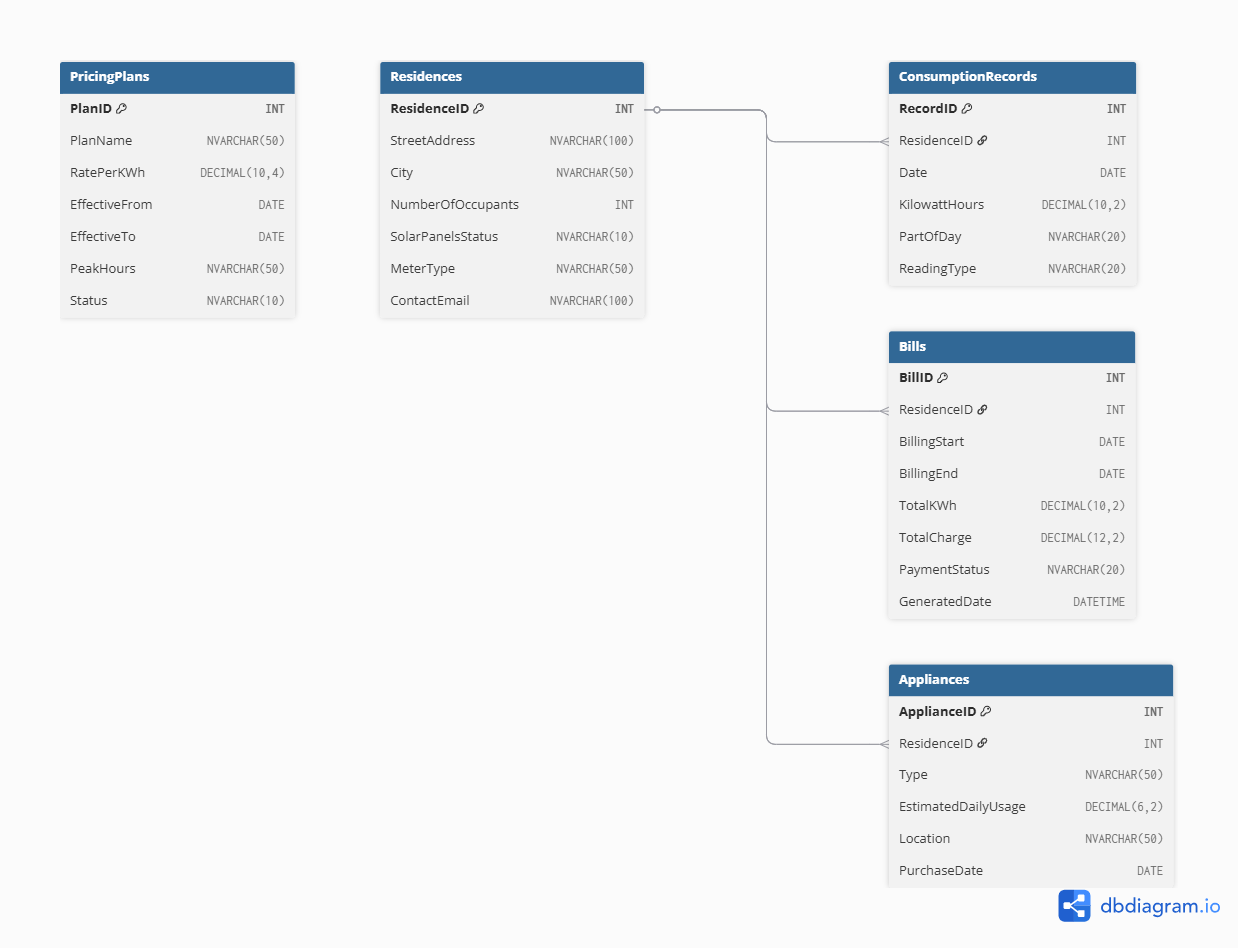 PricingPlans
PlanID INT
PlanName NVARCHAR(50)
RatePerKWh DECIMAL(10,4)
EffectiveFrom DATE
EffectiveTo DATE
PeakHours NVARCHAR(50)
Status NVARCHAR(10)
Residences
ResidenceID INT
StreetAddress NVARCHAR(100)
City NVARCHAR(50)
NumberOfOccupants INT
SolarPanelsStatus NVARCHAR(10)
MeterType NVARCHAR(50)
ContactEmail NVARCHAR(100)
ConsumptionRecords
RecordID INT
ResidenceID INT
Date DATE
KilowattHours DECIMAL(10,2)
PartOfDay NVARCHAR(20)
ReadingType NVARCHAR(20)
Bills
BillID INT
ResidenceID INT
BillingStart DATE
BillingEnd DATE
TotalKWh DECIMAL(10,2)
TotalCharge DECIMAL(12,2)
PaymentStatus NVARCHAR(20)
GeneratedDate DATETIME
Appliances
ApplianceID INT
ResidenceID INT
Type NVARCHAR(50)
EstimatedDailyUsage DECIMAL(6,2)
Location NVARCHAR(50)
PurchaseDate DATE
dbdiagram.io